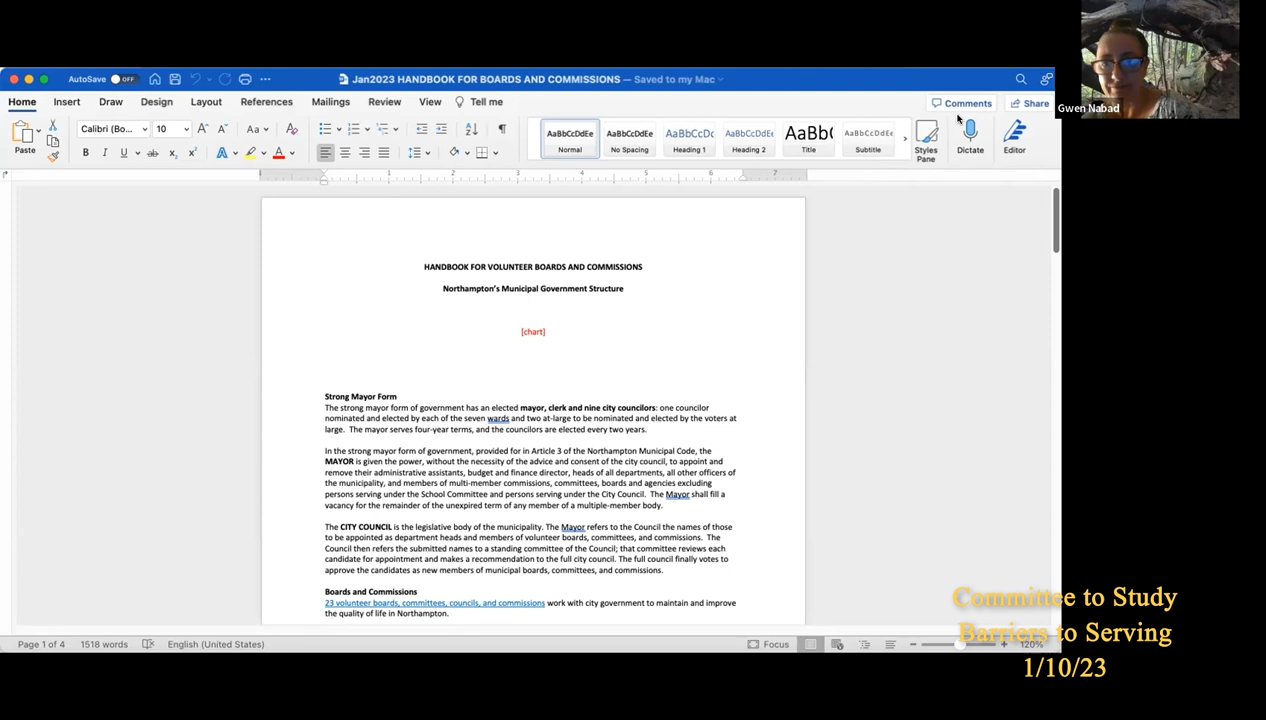 AutoSave OFF
Jan2023 HANDBOOK FOR BOARDS AND COMMISSIONS — Saved to my Mac
Gwen Nabad
Home Insert Draw Design Layout References Mailings Review View Tell me
Comments Share
Paste
Calibri (Bo... 10
B I U ab x₂ x²
AaBbCcDdEe AaBbCcDdEe AaBbCcDc AaBbCcDdEe AaBb( AaBbCcDdEe
Normal No Spacing Heading 1 Heading 2 Title Subtitle
Styles Pane
Dictate
Editor
1 1 2 3 4 5 6 7
HANDBOOK FOR VOLUNTEER BOARDS AND COMMISSIONS
Northampton's Municipal Government Structure
[chart]
Strong Mayor Form
The strong mayor form of government has an elected mayor, clerk and nine city councilors: one councilor
nominated and elected by each of the seven wards and two at-large to be nominated and elected by the voters at
large. The mayor serves four-year terms, and the councilors are elected every two years.
In the strong mayor form of government, provided for in Article 3 of the Northampton Municipal Code, the
MAYOR is given the power, without the necessity of the advice and consent of the city council, to appoint and
remove their administrative assistants, budget and finance director, heads of all departments, all other officers of
the municipality, and members of multi-member commissions, committees, boards and agencies excluding
persons serving under the School Committee and persons serving under the City Council. The Mayor shall fill a
vacancy for the remainder of the unexpired term of any member of a multiple-member body.
The CITY COUNCIL is the legislative body of the municipality. The Mayor refers to the Council the names of those
to be appointed as department heads and members of volunteer boards, committees, and commissions. The
Council then refers the submitted names to a standing committee of the Council; that committee reviews each
candidate for appointment and makes a recommendation to the full city council. The full council finally votes to
approve the candidates as new members of municipal boards, committees, and commissions.
Boards and Commissions
23 volunteer boards, committees, councils, and commissions work with city government to maintain and improve
the quality of life in Northampton.
Page 1 of 4 1518 words English (United States)
Focus 120%
Committee to Study
Barriers to Serving
1/10/23